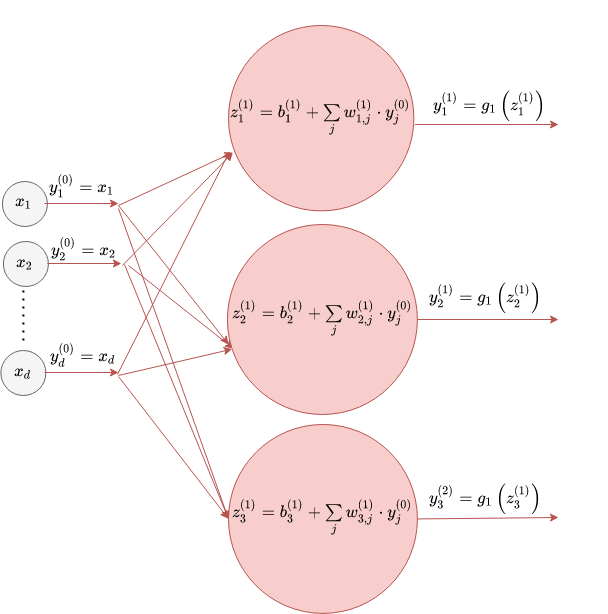 z_1^{(1)} = b_1^{(1)} + \sum_j w_{1,j}^{(1)} \cdot y_j^{(0)}
y_1^{(1)} = g_1 \left( z_1^{(1)} \right)
x_1
y_1^{(0)} = x_1
x_2
y_2^{(0)} = x_2
z_2^{(1)} = b_2^{(1)} + \sum_j w_{2,j}^{(1)} \cdot y_j^{(0)}
y_2^{(1)} = g_1 \left( z_2^{(1)} \right)
x_d
y_d^{(0)} = x_d
z_3^{(1)} = b_3^{(1)} + \sum_j w_{3,j}^{(1)} \cdot y_j^{(0)}
y_3^{(2)} = g_1 \left( z_3^{(1)} \right)